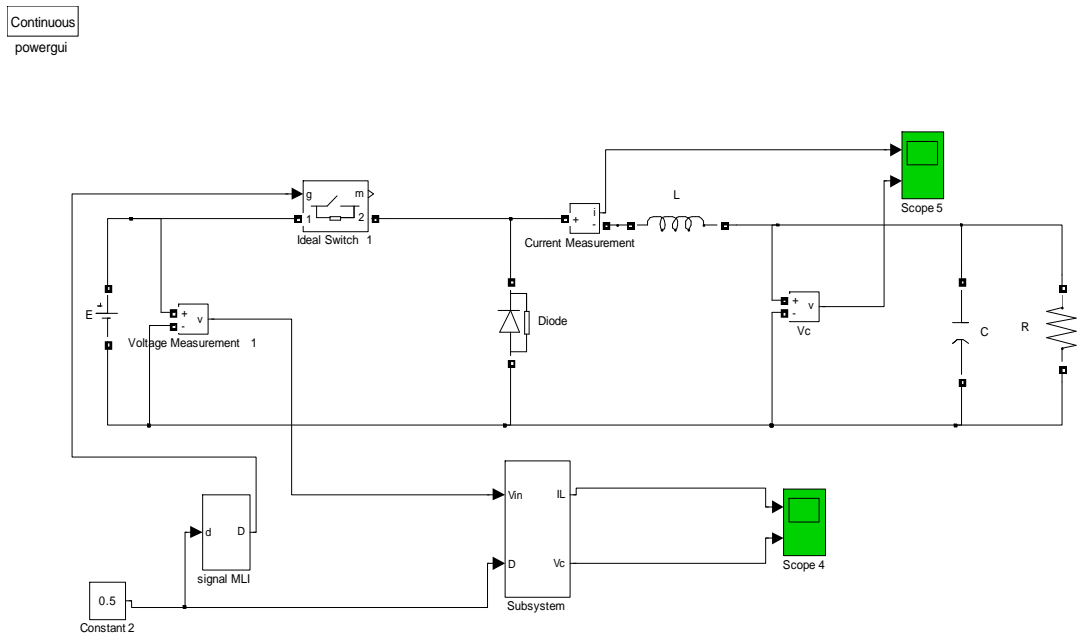 Continuous
powergui
Scope 5
g
m
1
2
Ideal Switch 1
i
+
-
Current Measurement
L
E
+
+
-
v
Voltage Measurement 1
Diode
+
-
v
Vc
C
R
Vin
IL
D
Vc
Subsystem
Scope 4
d
D
signal MLI
0.5
Constant 2